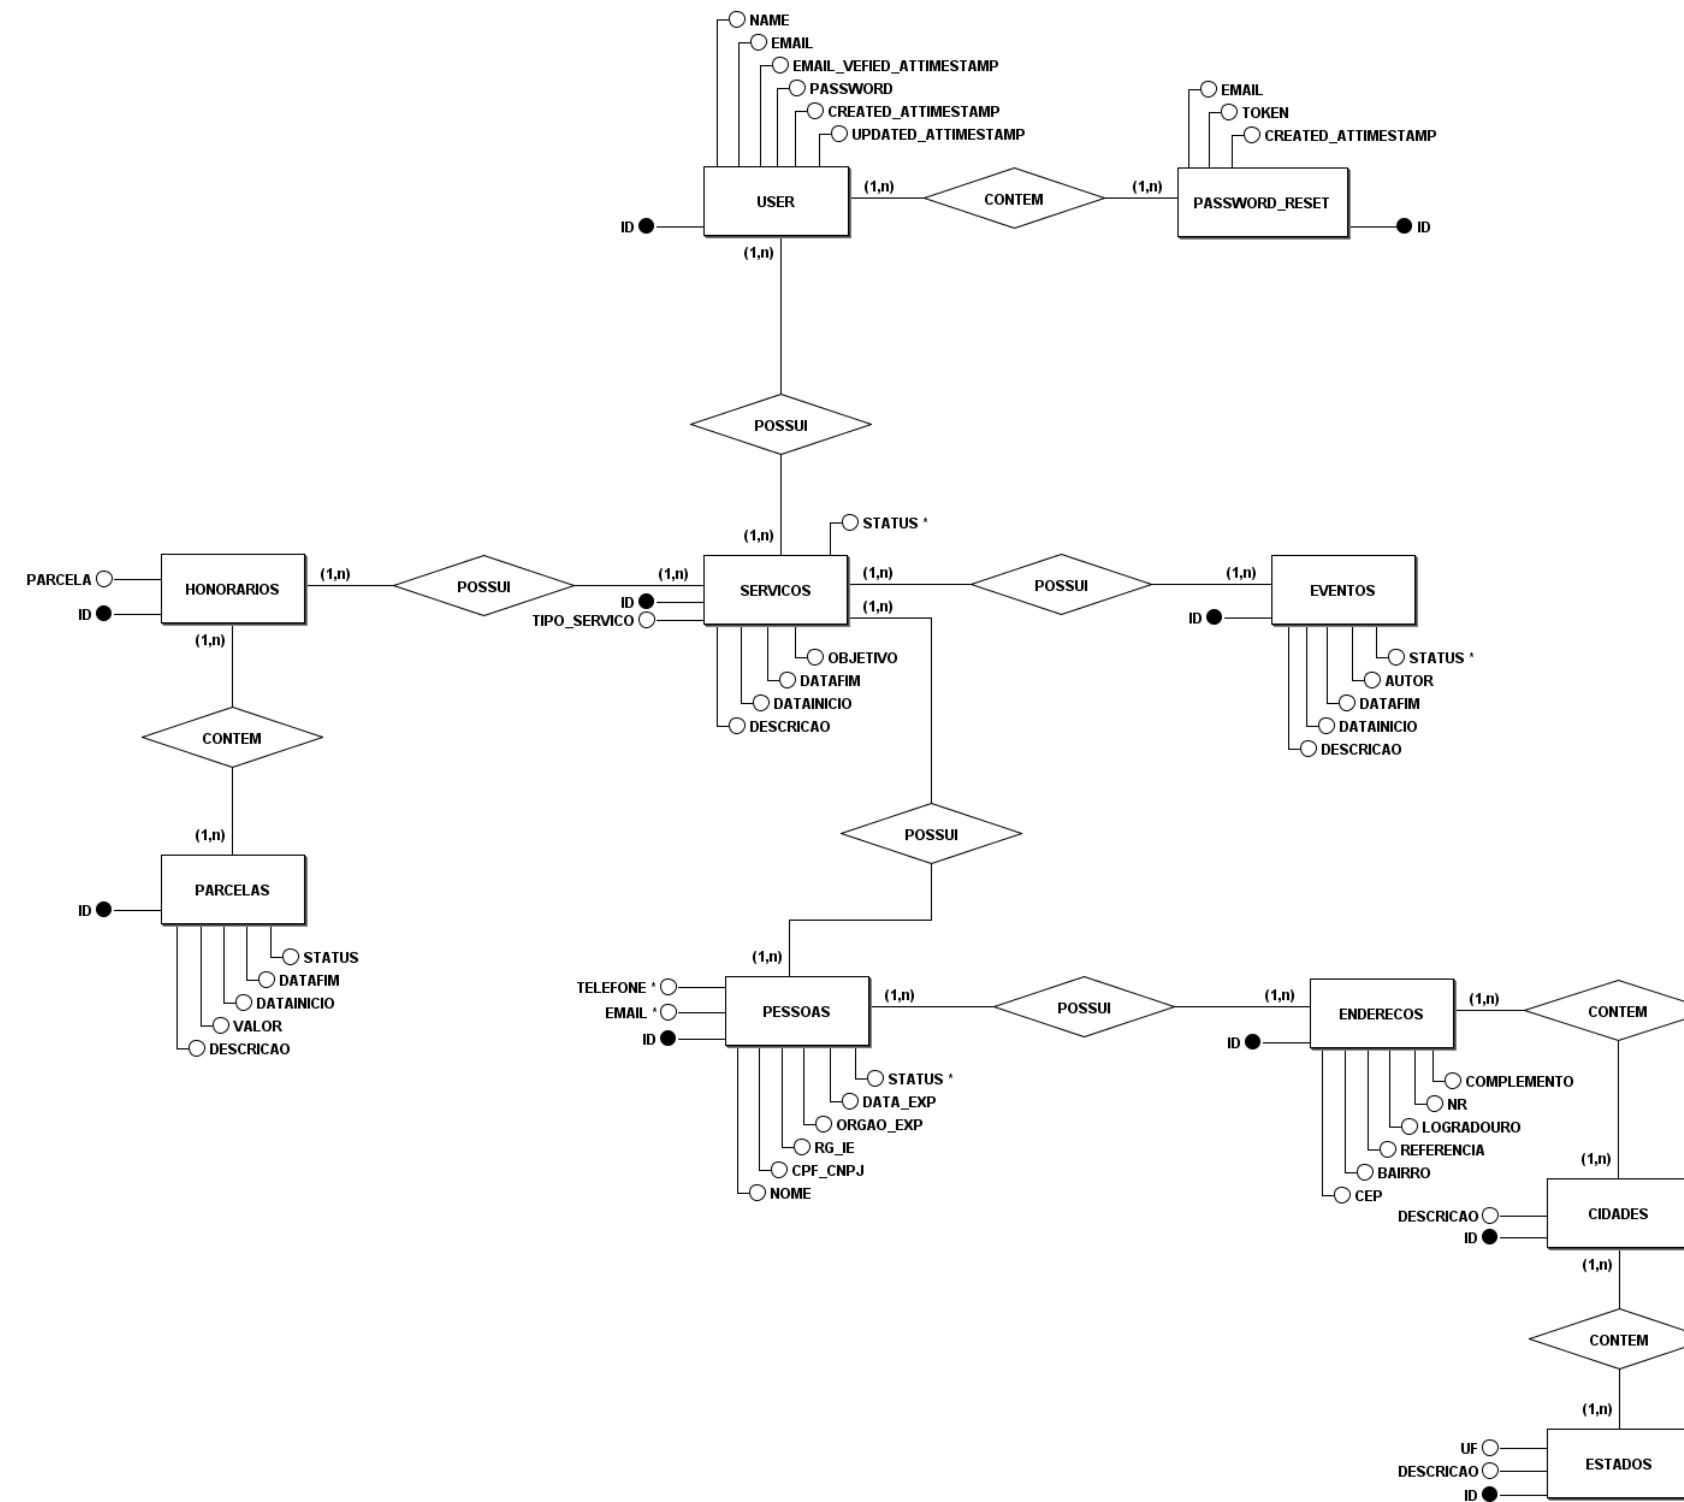 NAME
EMAIL
EMAIL_VEFIED_ATTIMESTAMP
PASSWORD
CREATED_ATTIMESTAMP
UPDATED_ATTIMESTAMP
EMAIL
TOKEN
CREATED_ATTIMESTAMP
USER
(1,n)
CONTEM
(1,n)
PASSWORD_RESET
ID
ID
(1,n)
POSSUI
(1,n)
STATUS *
PARCELA
HONORARIOS
(1,n)
POSSUI
(1,n)
SERVICOS
(1,n)
POSSUI
(1,n)
EVENTOS
ID
ID
TIPO_SERVICO
(1,n)
ID
(1,n)
OBJETIVO
DATAFIM
DATAINICIO
DESCRICAO
STATUS *
AUTOR
DATAFIM
DATAINICIO
DESCRICAO
CONTEM
(1,n)
POSSUI
PARCELAS
ID
STATUS
DATAFIM
DATAINICIO
VALOR
DESCRICAO
(1,n)
TELEFONE *
EMAIL *
ID
PESSOAS
(1,n)
POSSUI
(1,n)
ENDERECOS
(1,n)
CONTEM
ID
STATUS *
DATA_EXP
ORGAO_EXP
RG_IE
CPF_CNPJ
NOME
COMPLEMENTO
NR
LOGRADOURO
REFERENCIA
BAIRRO
CEP
(1,n)
DESCRICAO
ID
CIDADES
(1,n)
CONTEM
(1,n)
UF
DESCRICAO
ID
ESTADOS